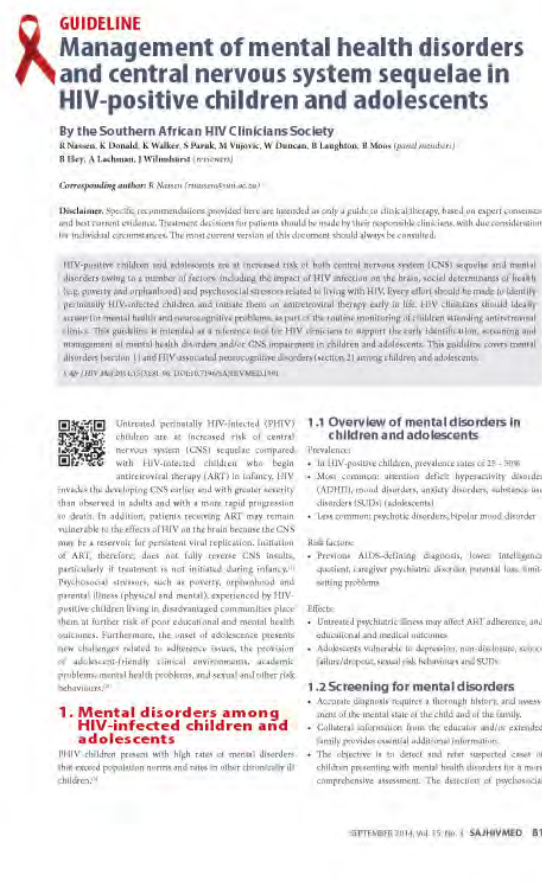 GUIDELINE
Management of mental health disorders
and central nervous system sequelae in
HIV-positive children and adolescents
By the Southern African HIV Clinicians Society
R Nassen, K Donald, K Walker, S Paruk, M Vujovic, W Duncan, B Laughton, B Moos (panel members)
B Eley, A Lachman, J Wilmshurst (reviewers)
Corresponding author: R Nassen
Disclaimer. Specific recommendations provided here are intended as only a guide to clinical therapy, based on expert consensus
and best current evidence. Treatment decisions for patients should be made by their responsible clinicians, with due consideration
for individual circumstances. The most current version of this document should always be consulted.
HIV-positive children and adolescents are at increased risk of both central nervous system (CNS) sequelae and mental
disorders owing to a number of factors, including the impact of HIV infection on the brain, social determinants of health
(e.g. poverty and orphanhood) and psychosocial stressors related to living with HIV. Every effort should be made to identify
perinatally HIV-infected children and initiate them on antiretroviral therapy early in life. HIV clinicians should ideally
screen for mental health and neurocognitive problems, as part of the routine monitoring of children attending antiretroviral
clinics. This guideline is intended as a reference tool for HIV clinicians to support the early identification, screening and
management of mental health disorders and/or CNS impairment in children and adolescents. This guideline covers mental
disorders (section 1) and HIV-associated neurocognitive disorders (section 2) among children and adolescents.
Untreated perinatally HIV-infected (PHIV)
children are at increased risk of central
nervous system (CNS) sequelae compared
with HIV-infected children who begin
antiretroviral therapy (ART) in infancy. HIV
invades the developing CNS earlier and with greater severity
than observed in adults and with a more rapid progression
to death. In addition, patients receiving ART may remain
vulnerable to the effects of HIV on the brain because the CNS
may be a reservoir for persistent viral replication. Initiation
of ART, therefore, does not fully reverse CNS insults,
particularly if treatment is not initiated during infancy.
Psychosocial stressors, such as poverty, orphanhood and
parental illness (physical and mental), experienced by HIV-
positive children living in disadvantaged communities place
them at further risk of poor educational and mental health
outcomes. Furthermore, the onset of adolescence presents
new challenges related to adherence issues, the provision
of adolescent-friendly clinical environments, academic
problems, mental health problems, and sexual and other risk
behaviours.
1. Mental disorders among
HIV-infected children and
adolescents
PHIV children present with high rates of mental disorders
that exceed population norms and rates in other chronically ill
children.
1.1 Overview of mental disorders in
children and adolescents
Prevalence:
• In HIV-positive children, prevalence rates of 25 - 50%
• Most common: attention deficit hyperactivity disorder
(ADHD), mood disorders, anxiety disorders, substance use
disorders (SUDs) (adolescents)
• Less common: psychotic disorders, bipolar mood disorder
Risk factors:
• Previous AIDS-defining diagnosis, lower intelligence
quotient, caregiver psychiatric disorder, parental loss, limit-
setting problems
Effects:
• Untreated psychiatric illness may affect ART adherence, and
educational and medical outcomes
• Adolescents vulnerable to depression, non-disclosure, school
failure/dropout, sexual risk behaviours and SUDs
1.2 Screening for mental disorders
• Accurate diagnosis requires a thorough history, and assess-
ment of the mental state of the child and of the family.
• Collateral information from the educator and/or extended
family provides essential additional information.
• The objective is to detect and refer suspected cases of
children presenting with mental health disorders for a more
comprehensive assessment. The detection of psychosocial
SEPTEMBER 2014, Vol. 15, No. 3 SAJHIVMED 81